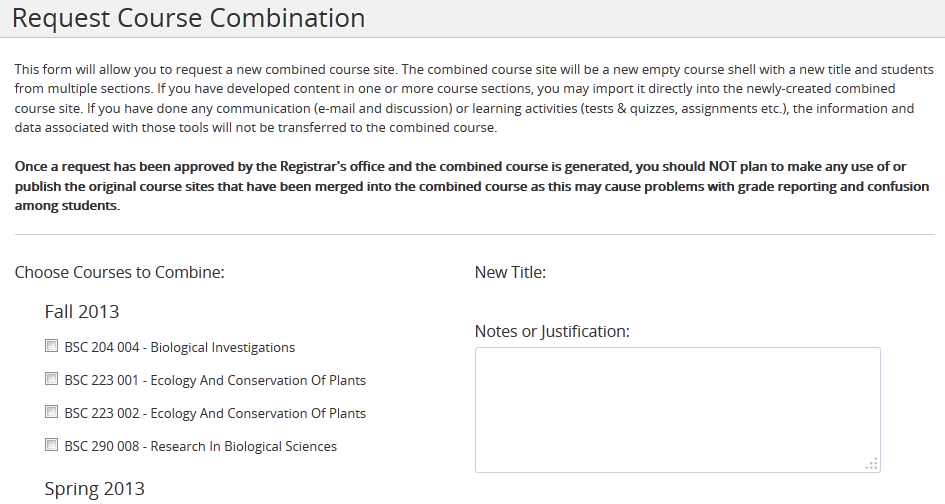 Request Course Combination
This form will allow you to request a new combined course site. The combined course site will be a new empty course shell with a new title and students
from multiple sections. If you have developed content in one or more course sections, you may import it directly into the newly-created combined
course site. If you have done any communication (e-mail and discussion) or learning activities (tests & quizzes, assignments etc.), the information and
data associated with those tools will not be transferred to the combined course.
Once a request has been approved by the Registrar's office and the combined course is generated, you should NOT plan to make any use of or
publish the original course sites that have been merged into the combined course as this may cause problems with grade reporting and confusion
among students.
Choose Courses to Combine:
Fall 2013
BSC 204 004 - Biological Investigations
BSC 223 001 - Ecology And Conservation Of Plants
BSC 223 002 - Ecology And Conservation Of Plants
BSC 290 008 - Research In Biological Sciences
Spring 2013
New Title:
Notes or Justification: